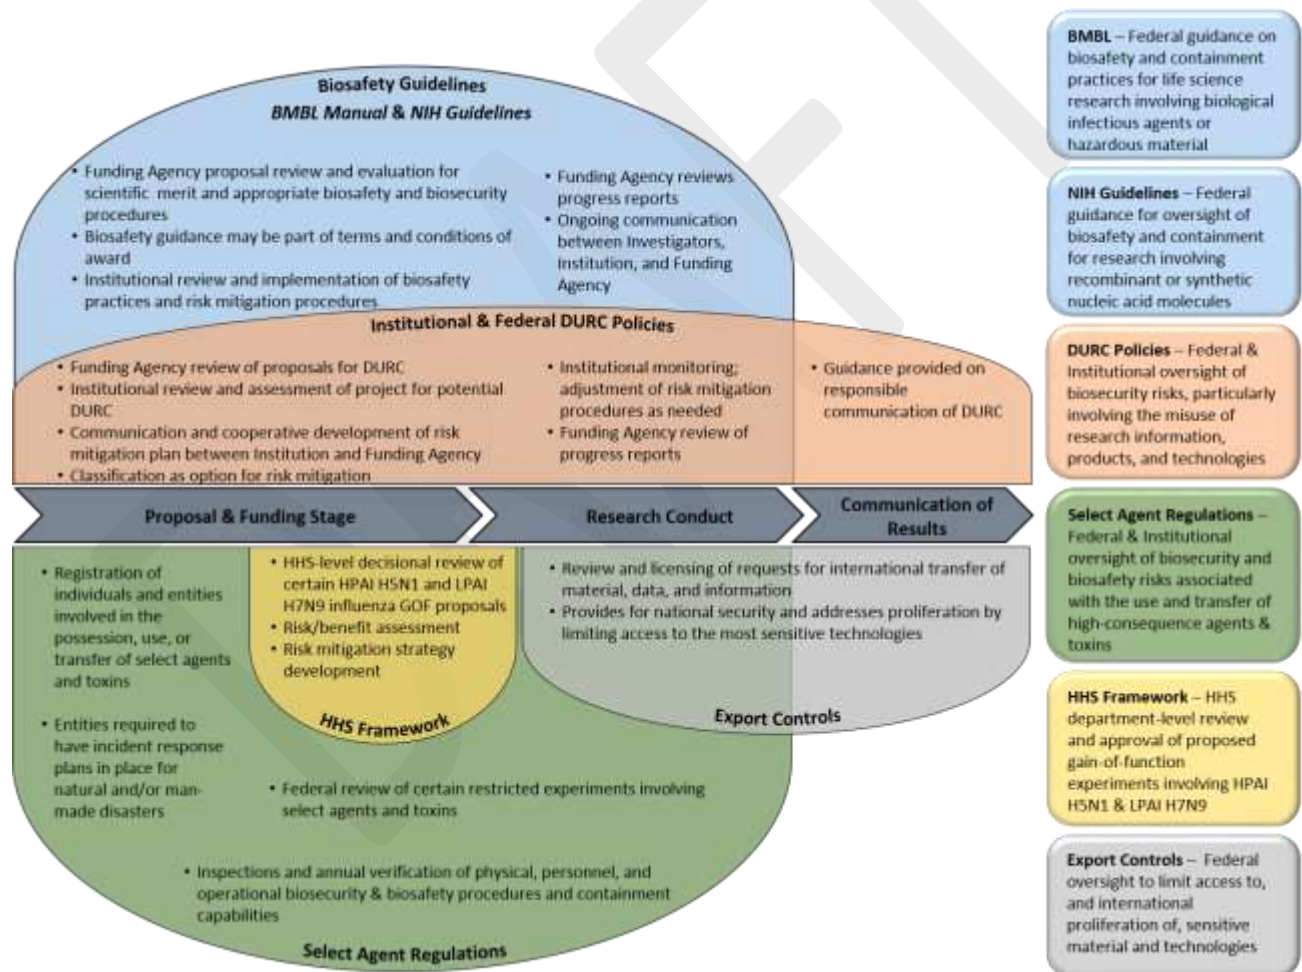 Biosafety Guidelines
BMBL Manual & NIH Guidelines
• Funding Agency proposal review and evaluation for
scientific merit and appropriate biosafety and biosecurity
procedures
• Biosafety guidance may be part of terms and conditions of
award
• Institutional review and implementation of biosafety
practices and risk mitigation procedures
• Funding Agency reviews
progress reports
• Ongoing communication
between Investigators,
Institution, and Funding
Agency
Institutional & Federal DURC Policies
• Funding Agency review of proposals for DURC
• Institutional review and assessment of project for potential
DURC
• Communication and cooperative development of risk
mitigation plan between Institution and Funding Agency
• Classification as option for risk mitigation
• Institutional monitoring;
adjustment of risk mitigation
procedures as needed
• Funding Agency review of
progress reports
• Guidance provided on
responsible
communication of DURC
Proposal & Funding Stage
Research Conduct
Communication of
Results
• Registration of
individuals and entities
involved in the
possession, use, or
transfer of select agents
and toxins
• Entities required to
have incident response
plans in place for
natural and/or man-
made disasters
• HHS-level decisional review of
certain HPAI H5N1 and LPAI
H7N9 influenza GOF proposals
• Risk/benefit assessment
• Risk mitigation strategy
development
HHS Framework
• Review and licensing of requests for international transfer of
material, data, and information
• Provides for national security and addresses proliferation by
limiting access to the most sensitive technologies
Export Controls
• Federal review of certain restricted experiments involving
select agents and toxins
• Inspections and annual verification of physical, personnel, and
operational biosecurity & biosafety procedures and containment
capabilities
Select Agent Regulations
BMBL – Federal guidance on
biosafety and containment
practices for life science
research involving biological
infectious agents or
hazardous material
NIH Guidelines – Federal
guidance for oversight of
biosafety and containment
for research involving
recombinant or synthetic
nucleic acid molecules
DURC Policies – Federal &
Institutional oversight of
biosecurity risks, particularly
involving the misuse of
research information,
products, and technologies
Select Agent Regulations –
Federal & Institutional
oversight of biosecurity and
biosafety risks associated
with the use and transfer of
high-consequence agents &
toxins
HHS Framework – HHS
department-level review
and approval of proposed
gain-of-function
experiments involving HPAI
H5N1 & LPAI H7N9
Export Controls – Federal
oversight to limit access to,
and international
proliferation of, sensitive
material and technologies